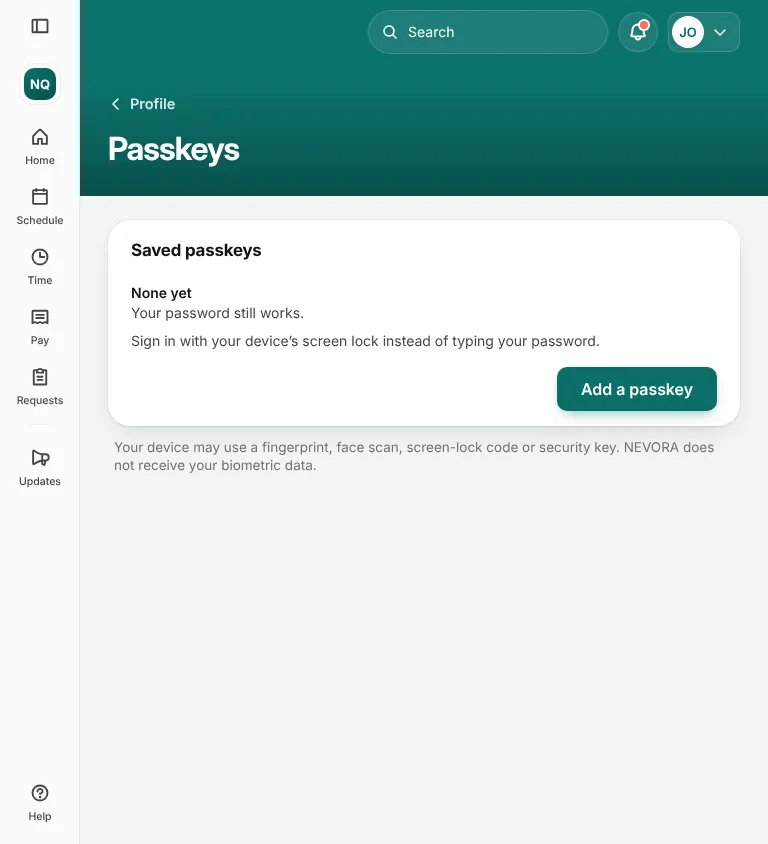 Search
JO
NQ
Home
Schedule
Time
Pay
Requests
Updates
Help
Profile
Passkeys
Saved passkeys
None yet
Your password still works.
Sign in with your device’s screen lock instead of typing your password.
Add a passkey
Your device may use a fingerprint, face scan, screen-lock code or security key. NEVORA does
not receive your biometric data.